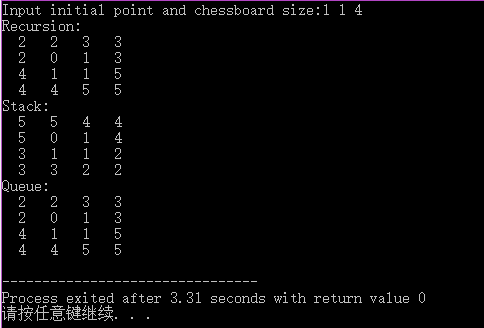 Input initial point and chessboard size:1 1 4
Recursion:
2 2 3 3
2 0 1 3
4 1 1 5
4 4 5 5
Stack:
5 5 4 4
5 0 1 4
3 1 1 2
3 3 2 2
Queue:
2 2 3 3
2 0 1 3
4 1 1 5
4 4 5 5
--------------------------------
Process exited after 3.31 seconds with return value 0
请按任意键继续. . .